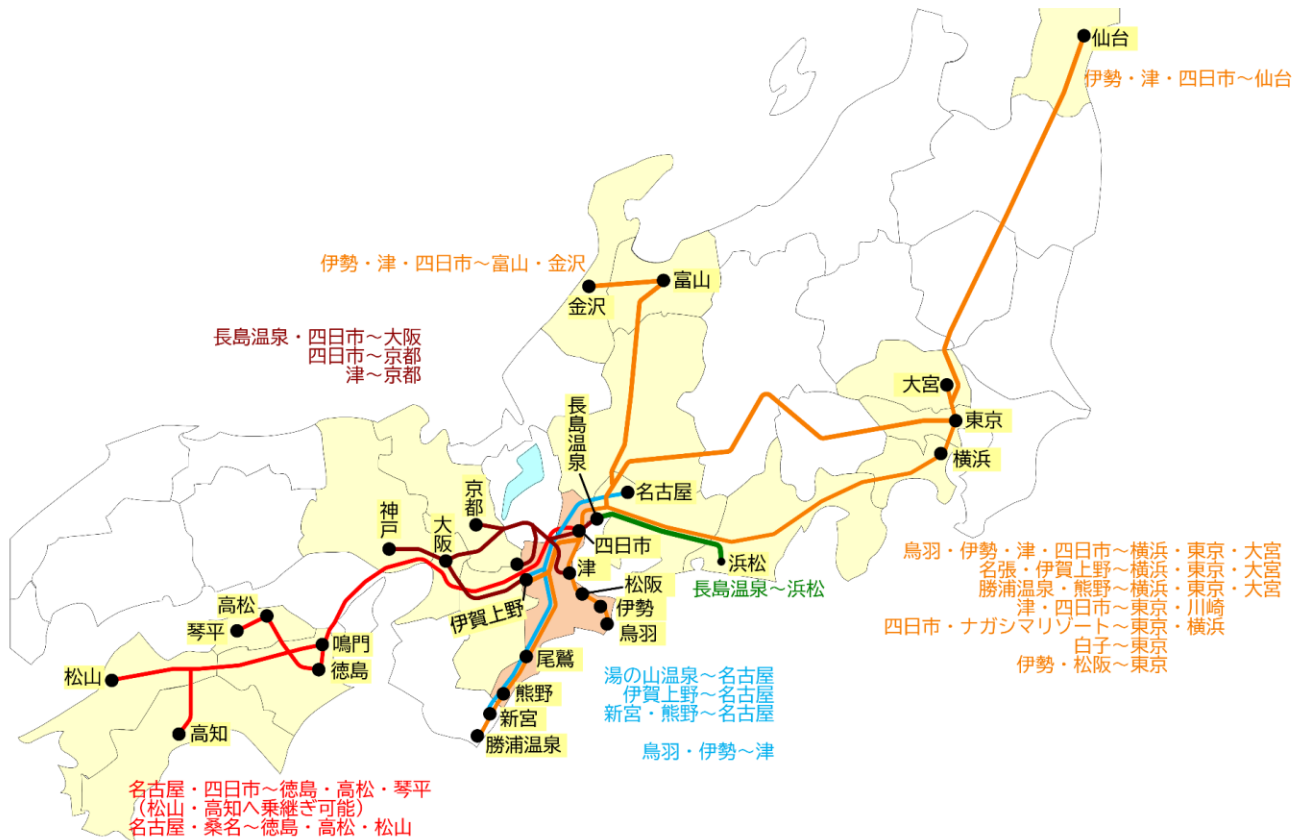 仙台
伊勢・津・四日市～仙台
伊勢・津・四日市～富山・金沢
富山
金沢
長島温泉・四日市～大阪
四日市～京都
津～京都
大宮
東京
横浜
長島温泉
名古屋
京都
神戸
大阪
四日市
浜松
長島温泉～浜松
津
松阪
伊勢
鳥羽
伊賀上野
高松
琴平
鳴門
徳島
松山
高知
尾鷲
熊野
新宮
勝浦温泉
鳥羽・伊勢・津・四日市～横浜・東京・大宮
名張・伊賀上野～横浜・東京・大宮
勝浦温泉・熊野～横浜・東京・大宮
津・四日市～東京・川崎
四日市・ナガシマリゾート～東京・横浜
白子～東京
伊勢・松阪～東京
湯の山温泉～名古屋
伊賀上野～名古屋
新宮・熊野～名古屋
鳥羽・伊勢～津
名古屋・四日市～徳島・高松・琴平
（松山・高知へ乗継ぎ可能）
名古屋・桑名～徳島・高松・松山